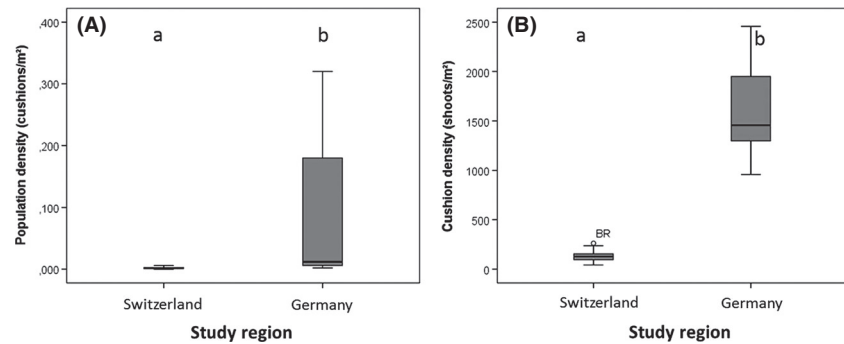 (A)
a
b
,400
,300
,200
,100
,000
Population density (cushions/m²)
Switzerland
Germany
Study region
(B)
a
b
2500
2000
1500
1000
500
0
Cushion density (shoots/m²)
BR
Switzerland
Germany
Study region